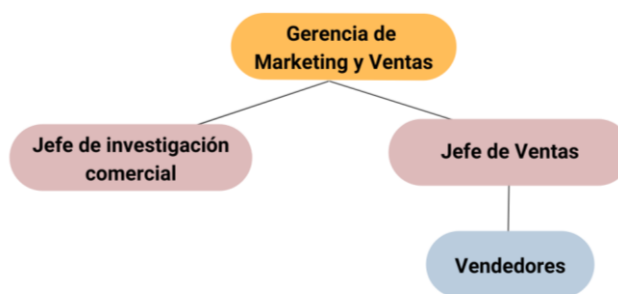 Gerencia de
Marketing y Ventas
Jefe de investigación
comercial
Jefe de Ventas
Vendedores